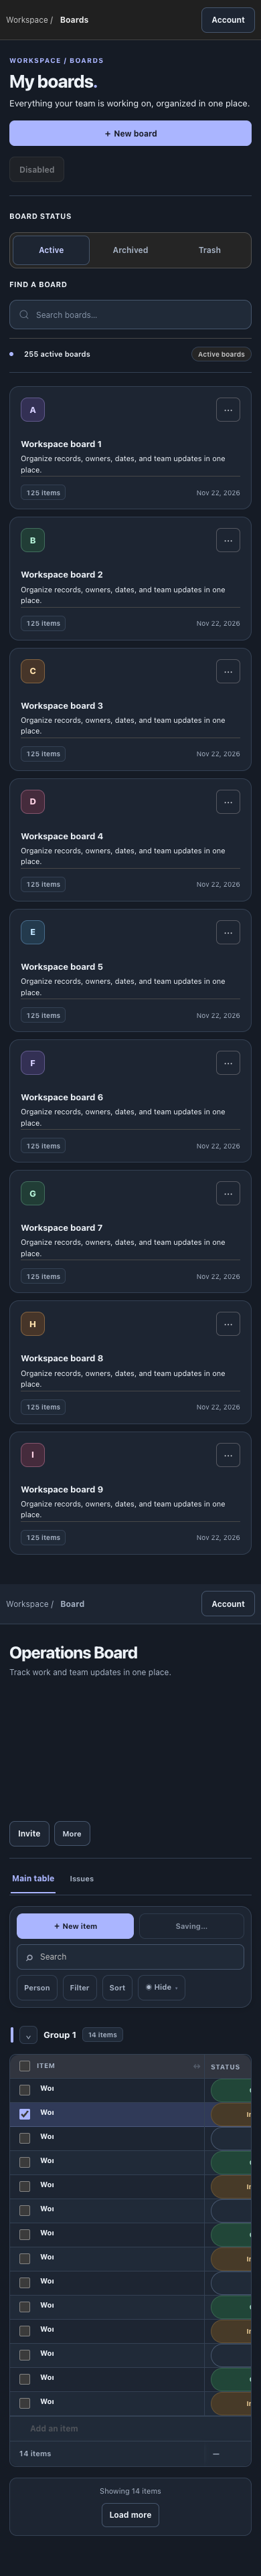 Workspace / Boards
Account
WORKSPACE / BOARDS
My boards.
Everything your team is working on, organized in one place.
+ New board
Disabled
BOARD STATUS
Active Archived Trash
FIND A BOARD
Search boards...
255 active boards
Active boards
A
...
Workspace board 1
Organize records, owners, dates, and team updates in one
place.
125 items
Nov 22, 2026
B
...
Workspace board 2
Organize records, owners, dates, and team updates in one
place.
125 items
Nov 22, 2026
C
...
Workspace board 3
Organize records, owners, dates, and team updates in one
place.
125 items
Nov 22, 2026
D
...
Workspace board 4
Organize records, owners, dates, and team updates in one
place.
125 items
Nov 22, 2026
E
...
Workspace board 5
Organize records, owners, dates, and team updates in one
place.
125 items
Nov 22, 2026
F
...
Workspace board 6
Organize records, owners, dates, and team updates in one
place.
125 items
Nov 22, 2026
G
...
Workspace board 7
Organize records, owners, dates, and team updates in one
place.
125 items
Nov 22, 2026
H
...
Workspace board 8
Organize records, owners, dates, and team updates in one
place.
125 items
Nov 22, 2026
I
...
Workspace board 9
Organize records, owners, dates, and team updates in one
place.
125 items
Nov 22, 2026
Workspace / Board
Account
Operations Board
Track work and team updates in one place.
Invite More
Main table Issues
+ New item
Saving...
Search
Person Filter Sort Hide
Group 1 14 items
ITEM STATUS
Add an item
14 items —
Showing 14 items
Load more